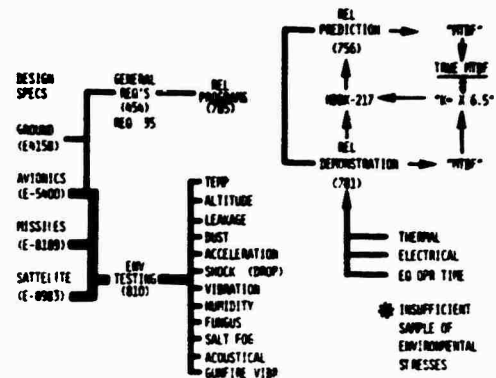 DESIGN
SPECS
GROUND
(E4158)
AVIONICS
(E-5400)
MISSILES
(E-8189)
SATTELITE
(E-8983)
GENERAL
REQ'S
(454)
REQ 35
REL
PROGRAMS
(785)
ENV
TESTING
(810)
TEMP
ALTITUDE
LEAKAGE
DUST
ACCELERATION
SHOCK (DROP)
VIBRATION
HUMIDITY
FUNGUS
SALT FOG
ACOUSTICAL
GUNFIRE VIBR
REL
PREDICTION
(756)
"MTBF"
TRUE MTBF
HDBK-217
"K= X 6.5"
REL
DEMONSTRATION
(781)
"MTBF"
THERMAL
ELECTRICAL
EQ OPR TIME
INSUFFICIENT
SAMPLE OF
ENVIRONMENTAL
STRESSES